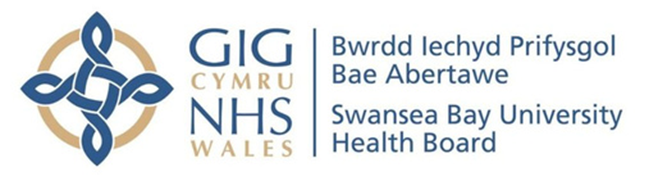 GIG
CYMRU
NHS
WALES
Bwrdd Iechyd Prifysgol
Bae Abertawe
Swansea Bay University
Health Board